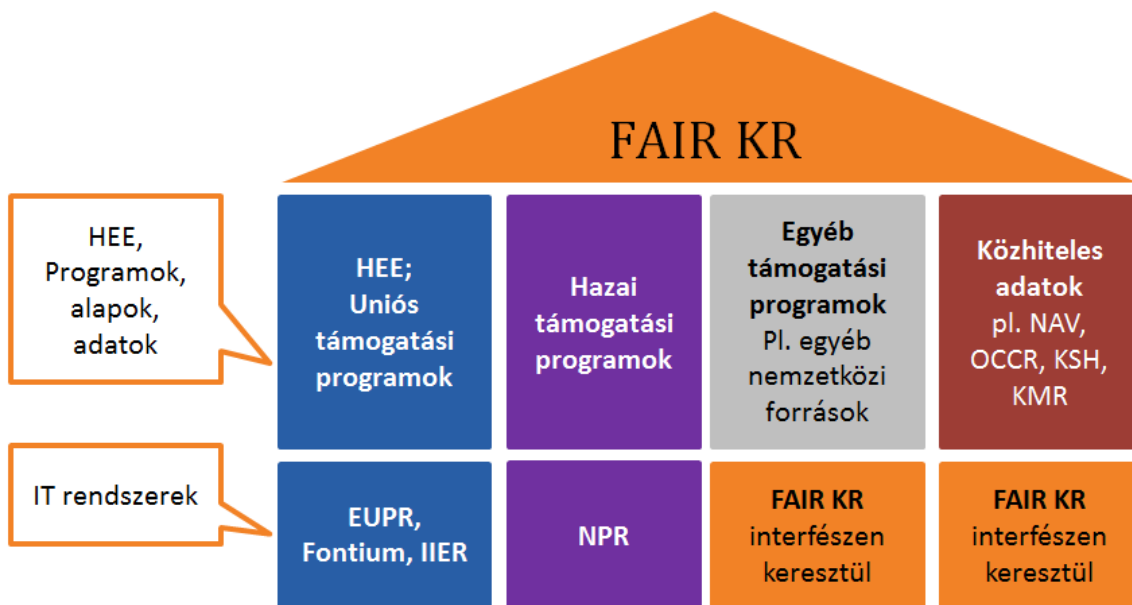 FAIR KR
HEE,
Programok,
alapok,
adatok
HEE;
Uniós
támogatási
programok
Hazai
támogatási
programok
Egyéb
támogatási
programok
Pl. egyéb
nemzetközi
források
Közhiteles
adatok
pl. NAV,
OCCR, KSH,
KMR
IT rendszerek
EUPR,
Fontium, IIER
NPR
FAIR KR
interfészen
keresztül
FAIR KR
interfészen
keresztül